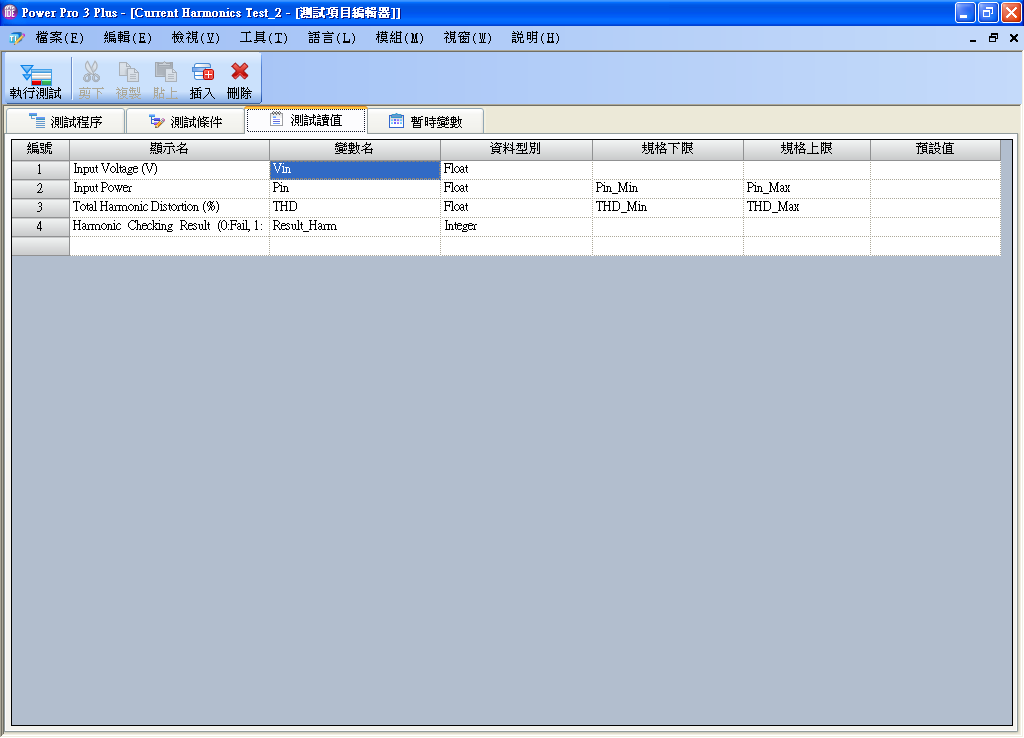 Power Pro 3 Plus - [Current Harmonics Test_2 - [測試項目編輯器]]
檔案(F) 編輯(E) 檢視(V) 工具(T) 語言(L) 模組(M) 視窗(W) 說明(H)
執行測試 剪下 複製 貼上 插入 刪除
測試程序 測試條件 測試讀值 暫時變數
編號 顯示名 變數名 資料型別 規格下限 規格上限 預設值
1 Input Voltage (V) Vin Float
2 Input Power Pin Float Pin_Min Pin_Max
3 Total Harmonic Distortion (%) THD Float THD_Min THD_Max
4 Harmonic Checking Result (0:Fail, 1: Result_Harm Integer